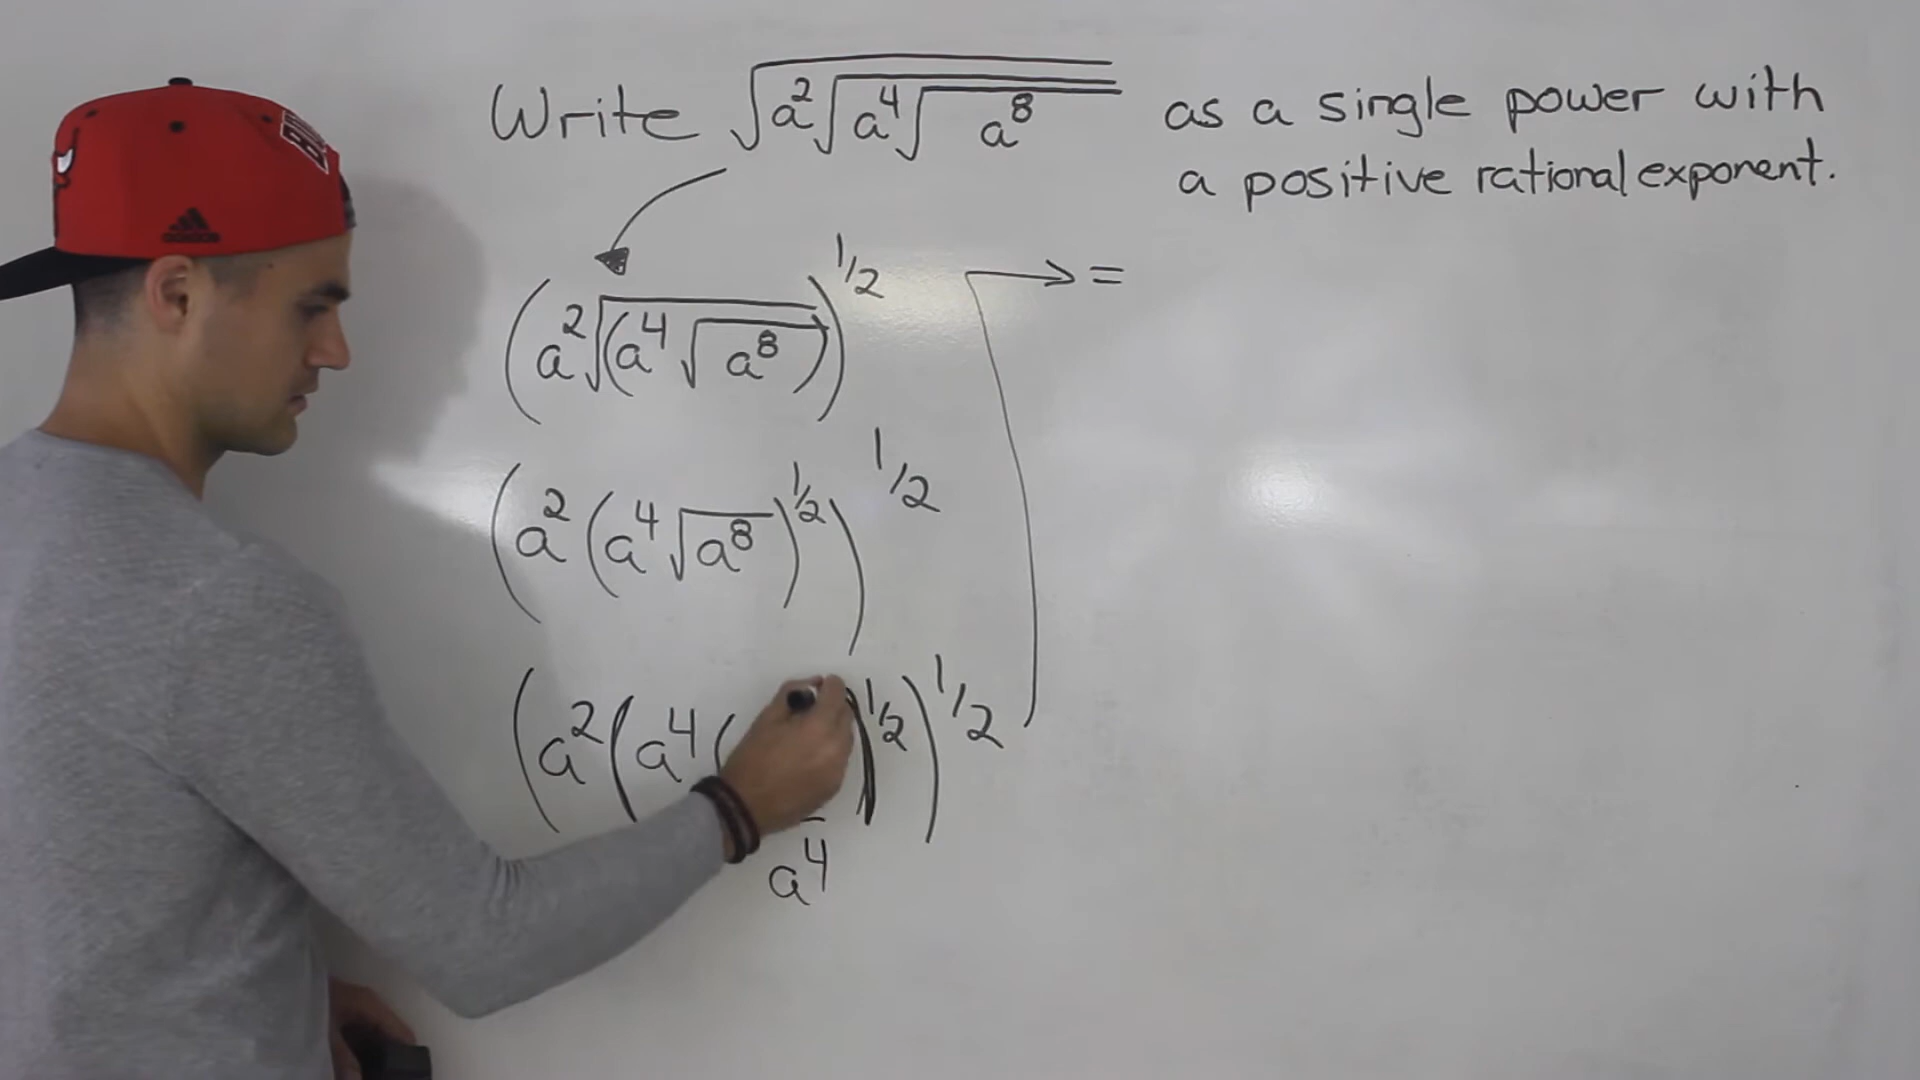 Write √(a²√(a⁴√(a⁸))) as a single power with
a positive rational exponent.
(a²√(a⁴√a⁸))^1/2 → =
(a²(a⁴√a⁸)^1/2)^1/2
(a²(a⁴( )^1/2)^1/2
a⁴